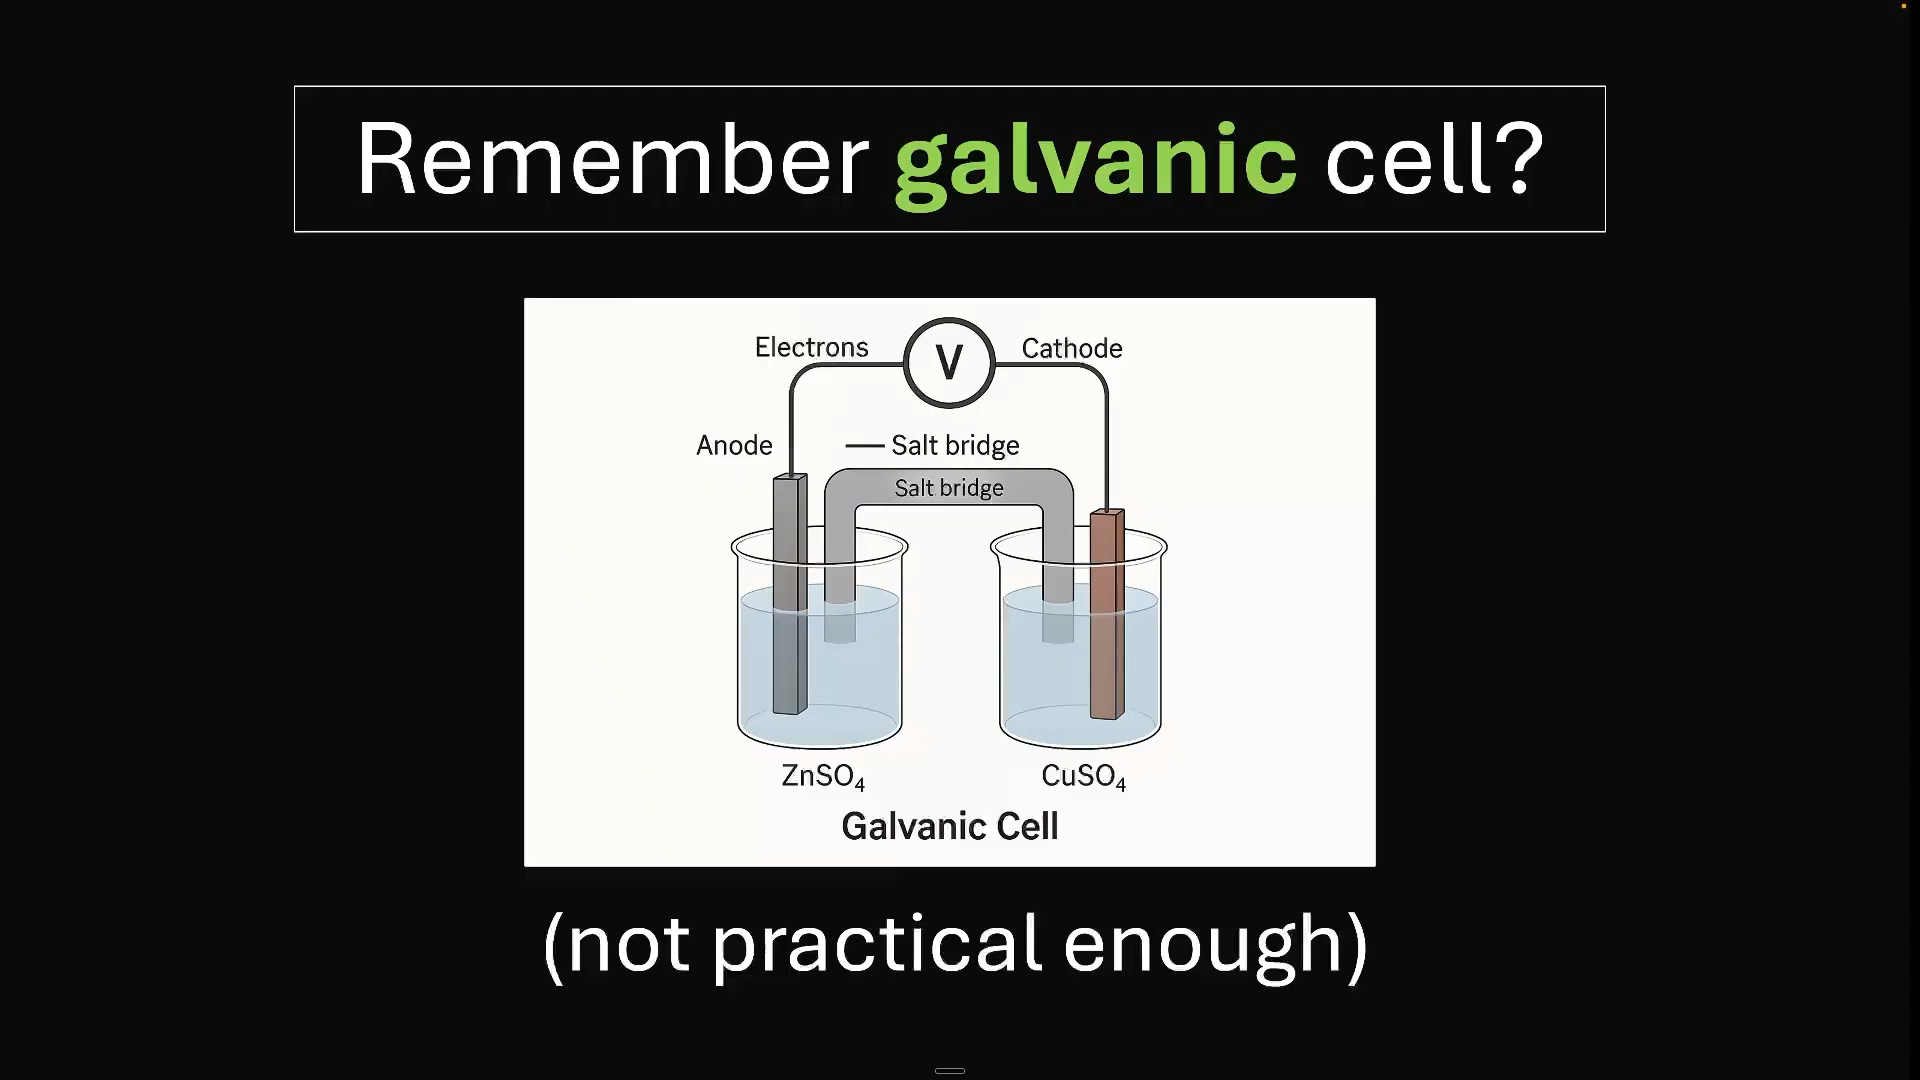 Remember galvanic cell?
Electrons
V
Cathode
Anode
Salt bridge
Salt bridge
ZnSO₄
CuSO₄
Galvanic Cell
(not practical enough)